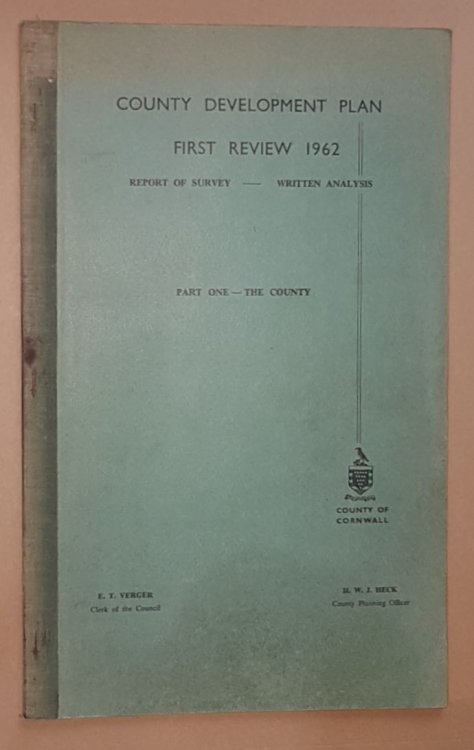 COUNTY DEVELOPMENT PLAN
FIRST REVIEW 1962
REPORT OF SURVEY — WRITTEN ANALYSIS
PART ONE — THE COUNTY
COUNTY OF
CORNWALL
E. T. VERGER
Clerk of the Council
H. W. J. HECK
County Planning Officer